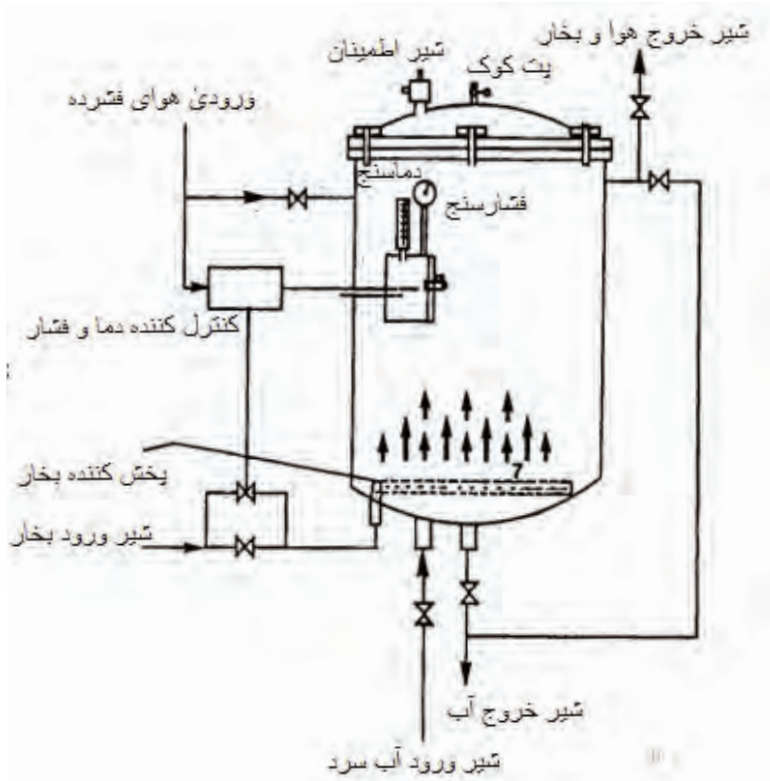 شیر خروج هوا و بخار
شیر اطمینان
پت کوک
ورودی هوای فشرده
دماسنج
فشارسنج
کنترل کننده دما و فشار
7
پخش کننده بخار
شیر ورود بخار
شیر خروج آب
شیر ورود آب سرد